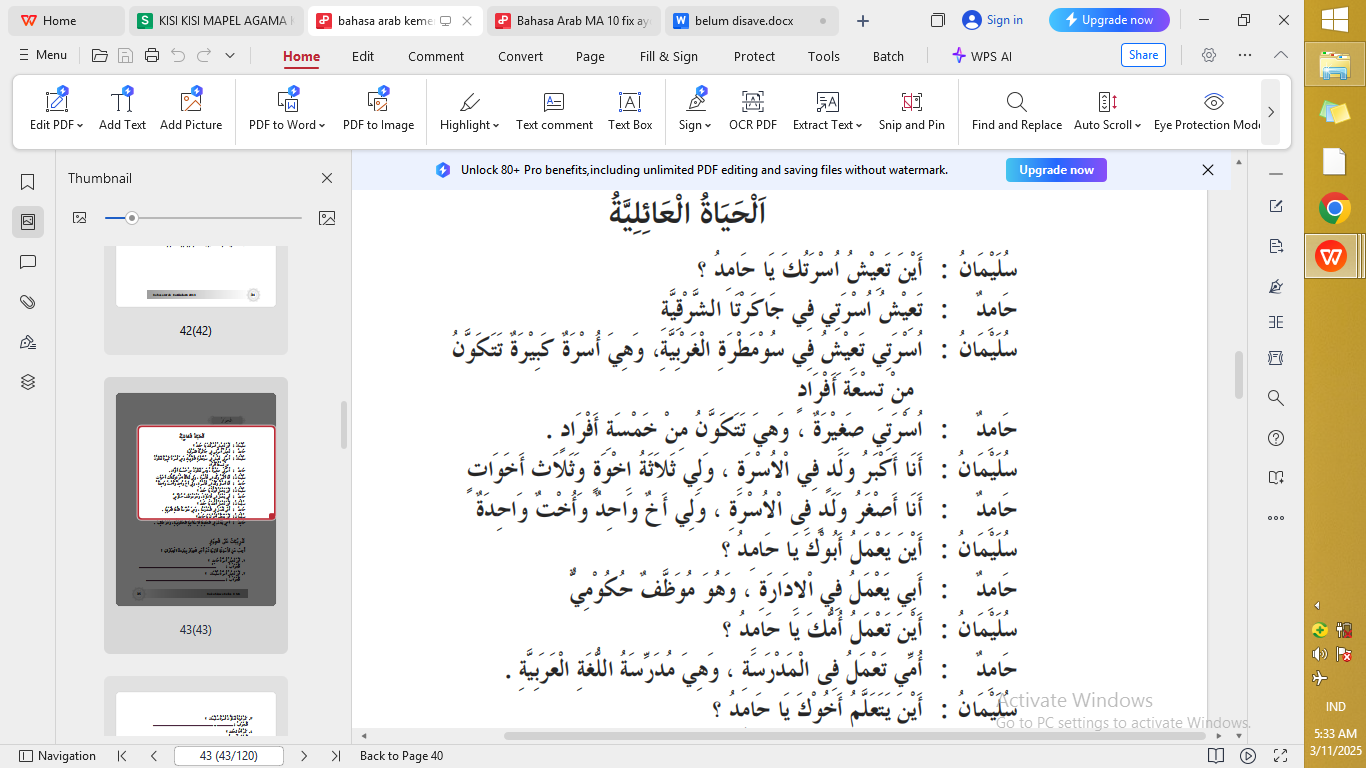 Home
KISI KISI MAPEL AGAMA
bahasa arab keme
Bahasa Arab MA 10 fix ay
belum disave.docx
Sign in
Upgrade now
Menu
Home
Edit
Comment
Convert
Page
Fill & Sign
Protect
Tools
Batch
WPS AI
Share
Edit PDF
Add Text
Add Picture
PDF to Word
PDF to Image
Highlight
Text comment
Text Box
Sign
OCR PDF
Extract Text
Snip and Pin
Find and Replace
Auto Scroll
Eye Protection Mode
Thumbnail
Unlock 80+ Pro benefits,including unlimited PDF editing and saving files without watermark.
Upgrade now
42(42)
43(43)
اَلْحَيَاةُ الْعَائِلِيَّةُ
سُلَيْمَانُ : أَيْنَ تَعِيْشُ اُسْرَتُكَ يَا حَامِدُ ؟
حَامِدٌ : تَعِيْشُ اُسْرَتِي فِي جَاكَرْتَا الشَّرْقِيَّةِ
سُلَيْمَانُ : اُسْرَتِي تَعِيْشُ فِي سُومَطْرَةِ الْغَرْبِيَّةِ، وَهِيَ أُسْرَةٌ كَبِيْرَةٌ تَتَكَوَّنُ
مِنْ تِسْعَةِ أَفْرَادٍ
حَامِدٌ : اُسْرَتِي صَغِيْرَةٌ ، وَهِيَ تَتَكَوَّنُ مِنْ خَمْسَةِ أَفْرَادٍ .
سُلَيْمَانُ : أَنَا أَكْبَرُ وَلَدٍ فِي الْاُسْرَةِ ، وَلِي ثَلَاثَةُ اِخْوَةٍ وَثَلَاثَ أَخَوَاتٍ
حَامِدٌ : أَنَا أَصْغَرُ وَلَدٍ فِى الْاُسْرَةِ ، وَلِي أَخٌ وَاحِدٌ وَأُخْتٌ وَاحِدَةٌ
سُلَيْمَانُ : أَيْنَ يَعْمَلُ أَبُوْكَ يَا حَامِدُ ؟
حَامِدٌ : أَبِي يَعْمَلُ فِي الْاِدَارَةِ ، وَهُوَ مُوَظَّفٌ حُكُوْمِيٌّ
سُلَيْمَانُ : أَيْنَ تَعْمَلُ أُمُّكَ يَا حَامِدُ ؟
حَامِدٌ : أُمِّي تَعْمَلُ فِى الْمَدْرَسَةِ ، وَهِيَ مُدَرِّسَةُ اللُّغَةِ الْعَرَبِيَّةِ .
سُلَيْمَانُ : أَيْنَ يَتَعَلَّمُ أَخُوْكَ يَا حَامِدُ ؟
Activate Windows
Go to PC settings to activate Windows.
Navigation
43 (43/120)
Back to Page 40
IND
5:33 AM
3/11/2025